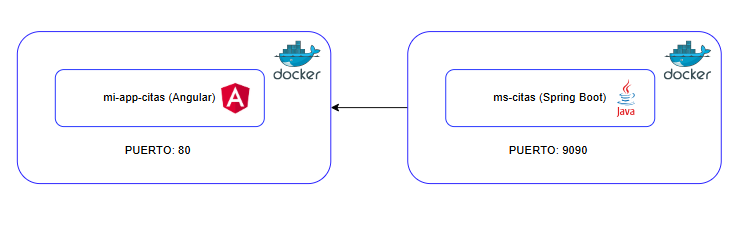 docker
mi-app-citas (Angular)
PUERTO: 80
docker
ms-citas (Spring Boot)
Java
PUERTO: 9090